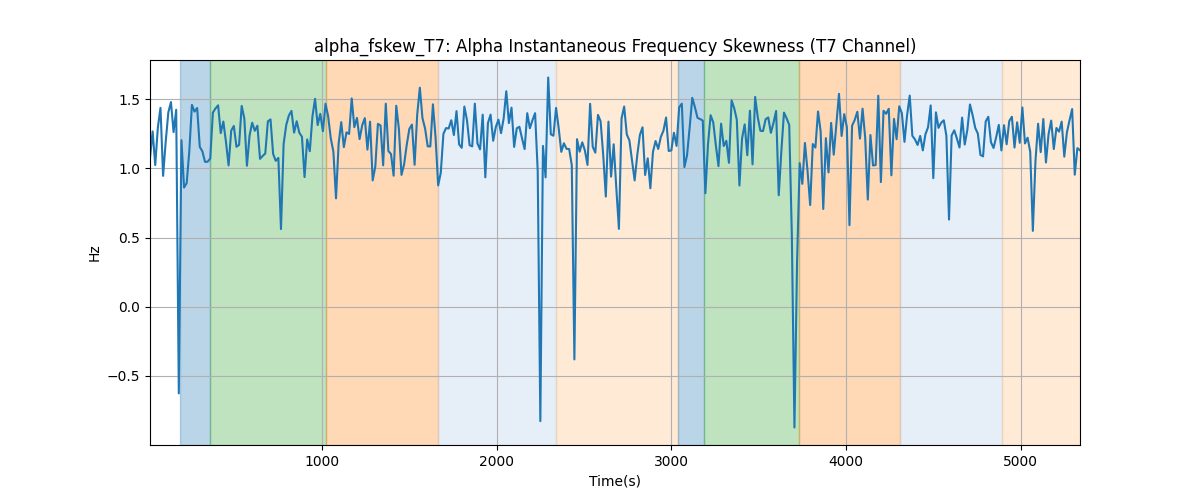 alpha_fskew_T7: Alpha Instantaneous Frequency Skewness (T7 Channel)
1.5
1.0
0.5
0.0
−0.5
Hz
1000 2000 3000 4000 5000
Time(s)